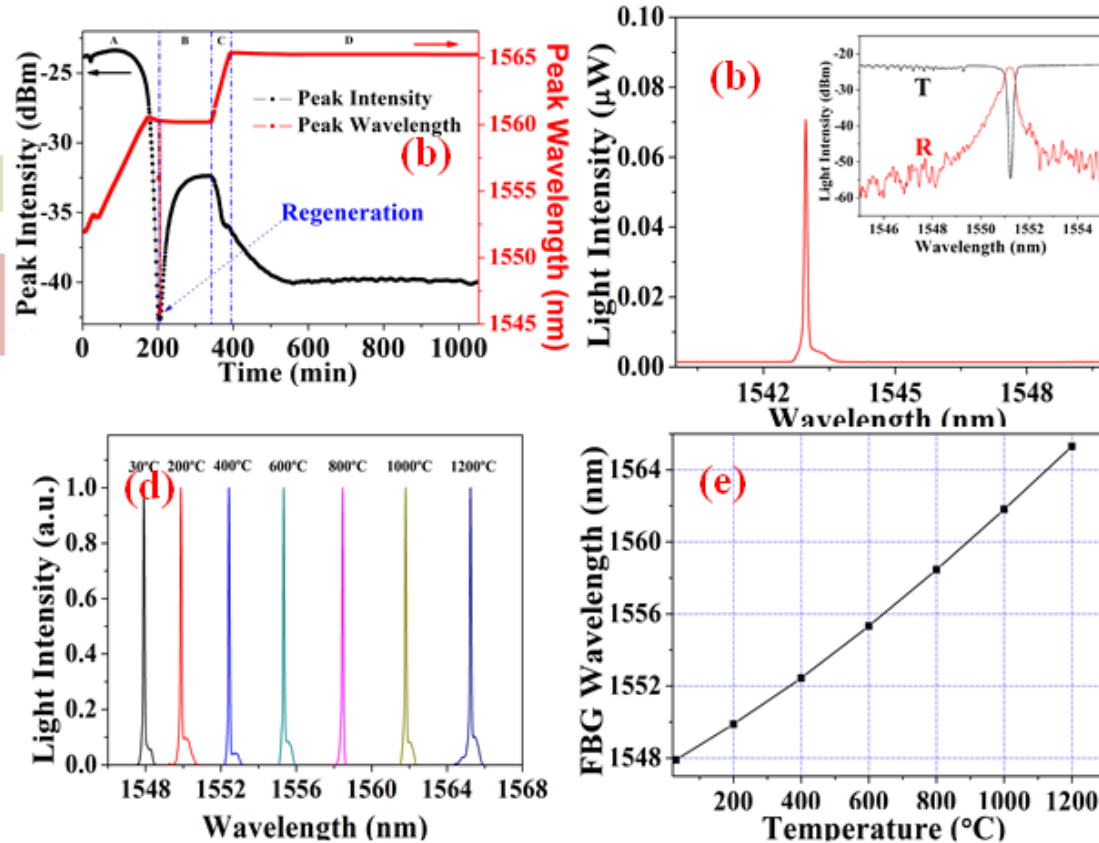 A
B
C
D
-25
-30
-35
-40
Peak Intensity (dBm)
Peak Intensity
Peak Wavelength
(b)
Regeneration
0
200
400
600
800
1000
Time (min)
1565
1560
1555
1550
1545
Peak Wavelength (nm)
0.10
0.08
0.06
0.04
0.02
0.00
Light Intensity (µW)
(b)
1542
1545
1548
Wavelength (nm)
-20
-30
-40
-50
-60
Light Intensity (dBm)
T
R
1546
1548
1550
1552
1554
Wavelength (nm)
30°C
200°C
400°C
600°C
800°C
1000°C
1200°C
(d)
1.0
0.8
0.6
0.4
0.2
0.0
Light Intensity (a.u.)
1548
1552
1556
1560
1564
1568
Wavelength (nm)
(e)
1564
1560
1556
1552
1548
FBG Wavelength (nm)
200
400
600
800
1000
1200
Temperature (°C)